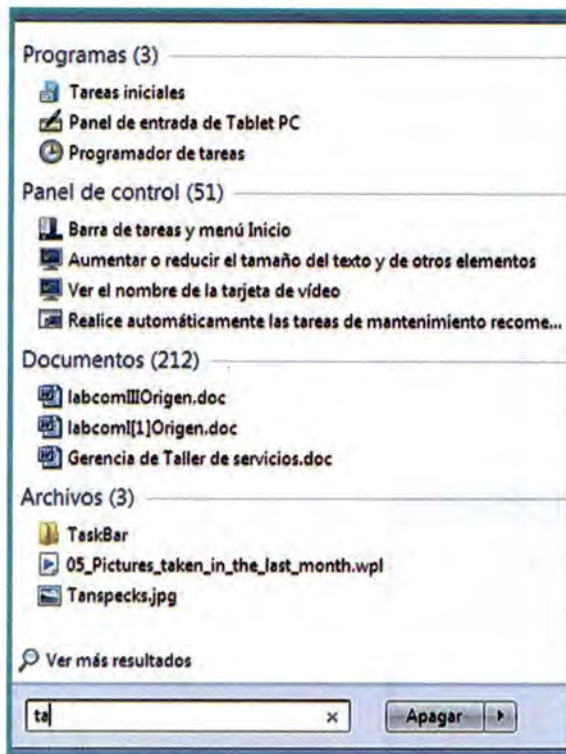 Programas (3)
Tareas iniciales
Panel de entrada de Tablet PC
Programador de tareas
Panel de control (51)
Barra de tareas y menú Inicio
Aumentar o reducir el tamaño del texto y de otros elementos
Ver el nombre de la tarjeta de vídeo
Realice automáticamente las tareas de mantenimiento recome...
Documentos (212)
labcomIIIOrigen.doc
labcomI[1]Origen.doc
Gerencia de Taller de servicios.doc
Archivos (3)
TaskBar
05_Pictures_taken_in_the_last_month.wpl
Tanspecks.jpg
Ver más resultados
ta
Apagar